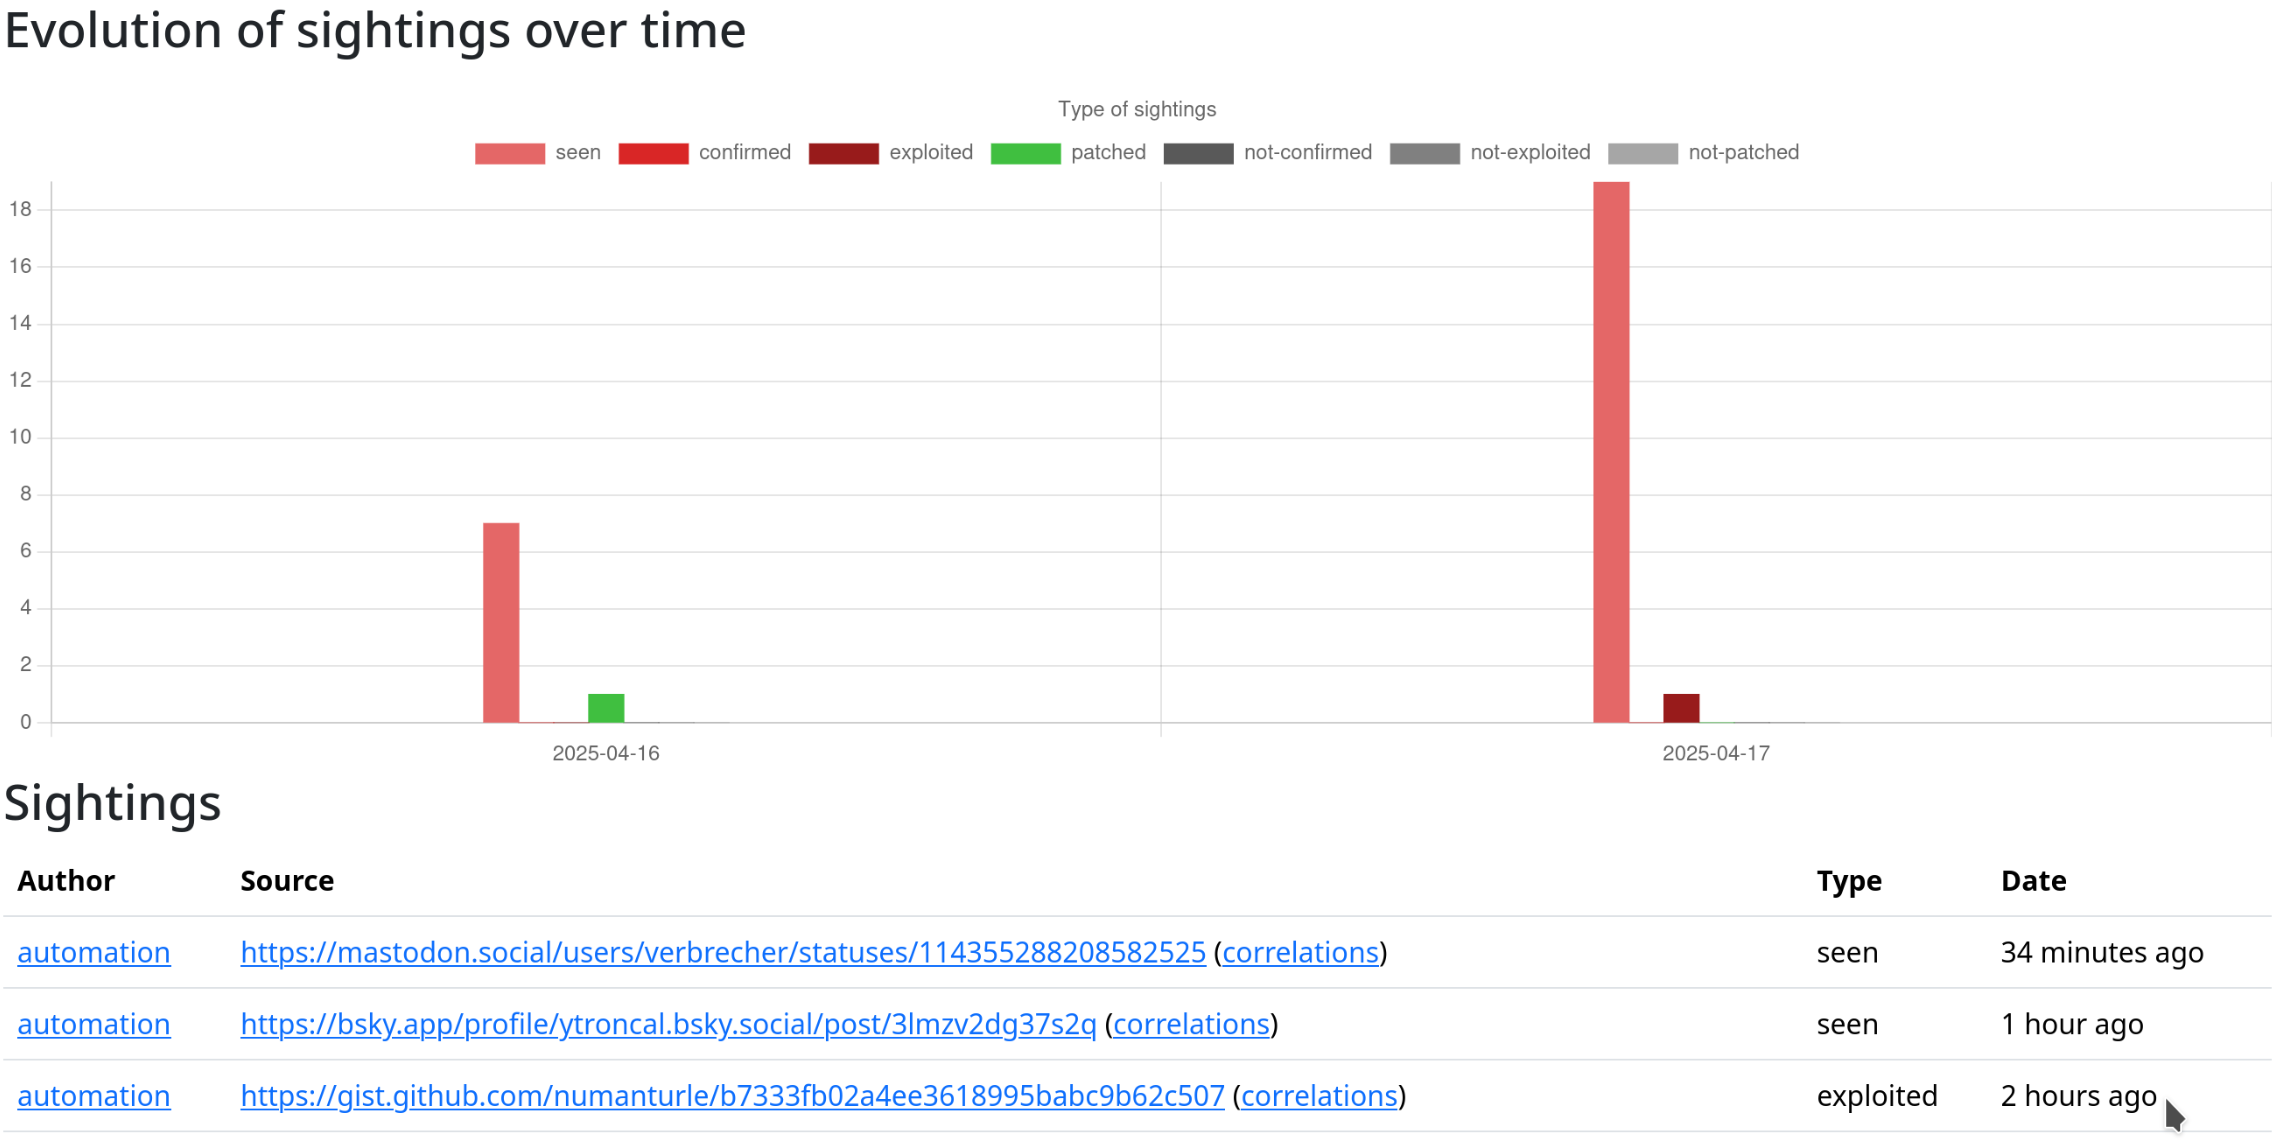 Evolution of sightings over time
Type of sightings
seen confirmed exploited patched not-confirmed not-exploited not-patched
18
16
14
12
10
8
6
4
2
0
2025-04-16 2025-04-17
Sightings
Author Source Type Date
automation https://mastodon.social/users/verbrecher/statuses/114355288208582525 (correlations) seen 34 minutes ago
automation https://bsky.app/profile/ytroncal.bsky.social/post/3lmzv2dg37s2q (correlations) seen 1 hour ago
automation https://gist.github.com/numanturle/b7333fb02a4ee3618995babc9b62c507 (correlations) exploited 2 hours ago